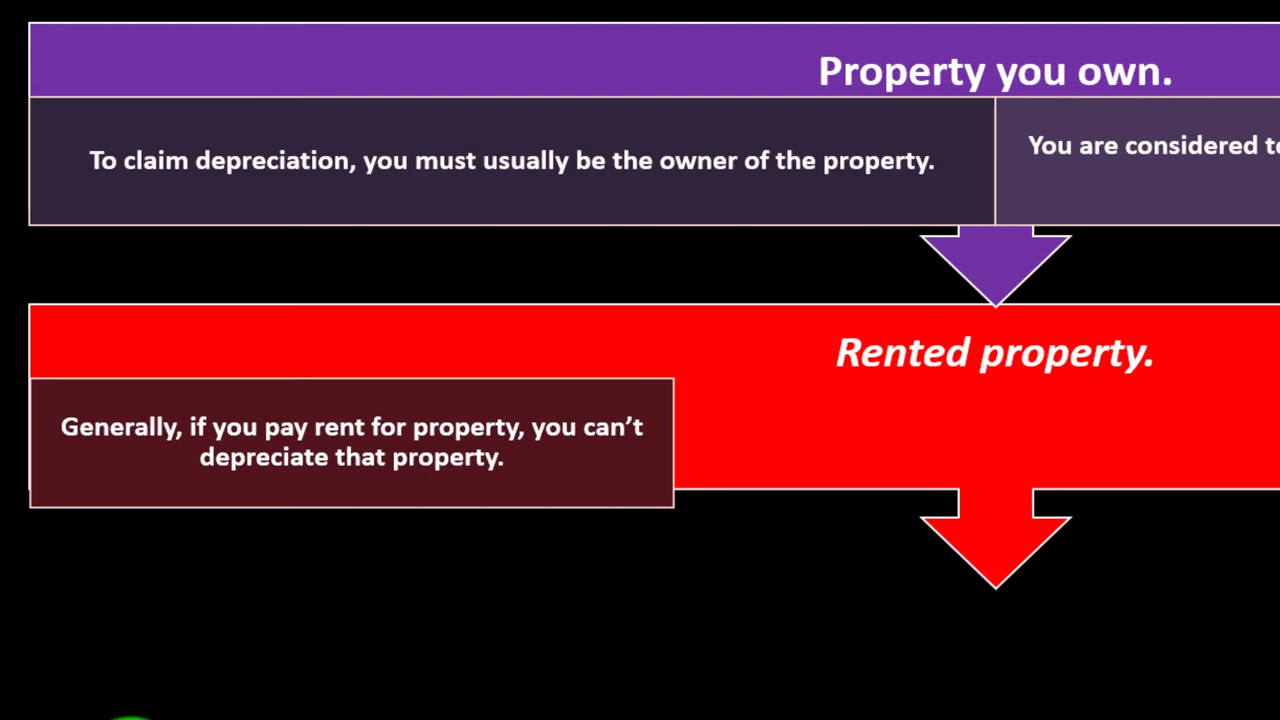 Property you own.
To claim depreciation, you must usually be the owner of the property.
You are considered
Rented property.
Generally, if you pay rent for property, you can’t
depreciate that property.